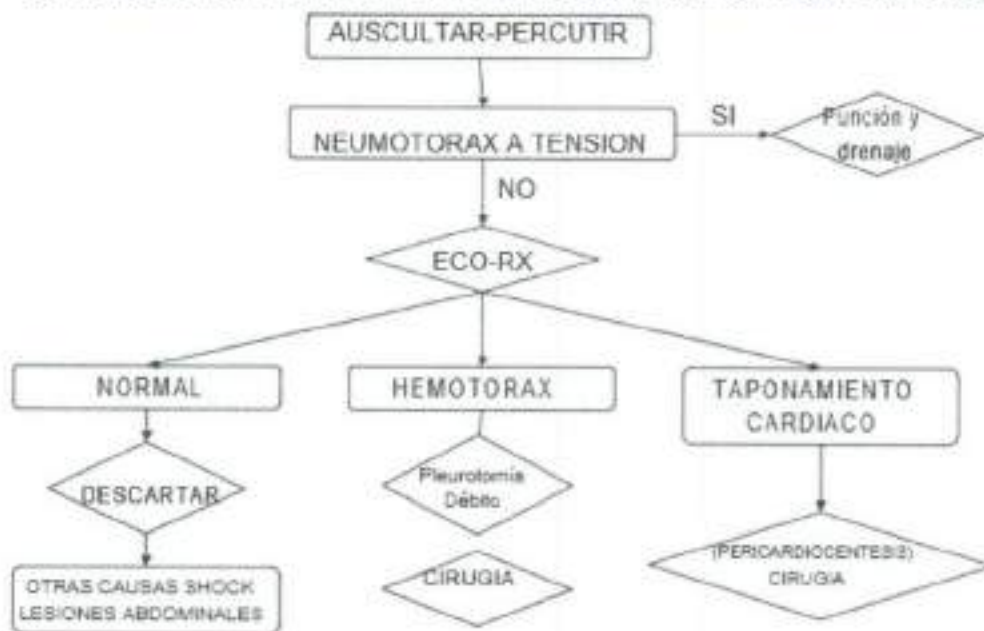 AUSCULTAR-PERCUTIR
NEUMOTORAX A TENSION
SI
Punción y
drenaje
NO
ECO-RX
NORMAL
HEMOTORAX
TAPONAMIENTO
CARDIACO
DESCARTAR
Pleurotomía
Débito
(PERICARDIOCENTESIS)
CIRUGIA
CIRUGIA
OTRAS CAUSAS SHOCK
LESIONES ABDOMINALES